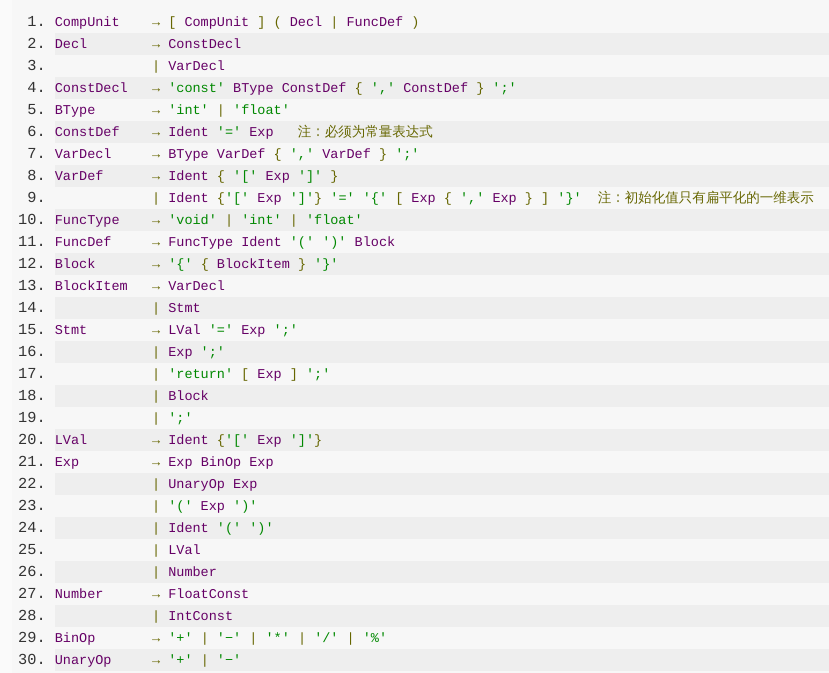 1. CompUnit → [ CompUnit ] ( Decl | FuncDef )
2. Decl → ConstDecl
3. | VarDecl
4. ConstDecl → 'const' BType ConstDef { ',' ConstDef } ';'
5. BType → 'int' | 'float'
6. ConstDef → Ident '=' Exp 注：必须为常量表达式
7. VarDecl → BType VarDef { ',' VarDef } ';'
8. VarDef → Ident { '[' Exp ']' }
9. | Ident {'[' Exp ']'} '=' '{' [ Exp { ',' Exp } ] '}' 注：初始化值只有扁平化的一维表示
10. FuncType → 'void' | 'int' | 'float'
11. FuncDef → FuncType Ident '(' ')' Block
12. Block → '{' { BlockItem } '}'
13. BlockItem → VarDecl
14. | Stmt
15. Stmt → LVal '=' Exp ';'
16. | Exp ';'
17. | 'return' [ Exp ] ';'
18. | Block
19. | ';'
20. LVal → Ident {'[' Exp ']'}
21. Exp → Exp BinOp Exp
22. | UnaryOp Exp
23. | '(' Exp ')'
24. | Ident '(' ')'
25. | LVal
26. | Number
27. Number → FloatConst
28. | IntConst
29. BinOp → '+' | '−' | '*' | '/' | '%'
30. UnaryOp → '+' | '−'